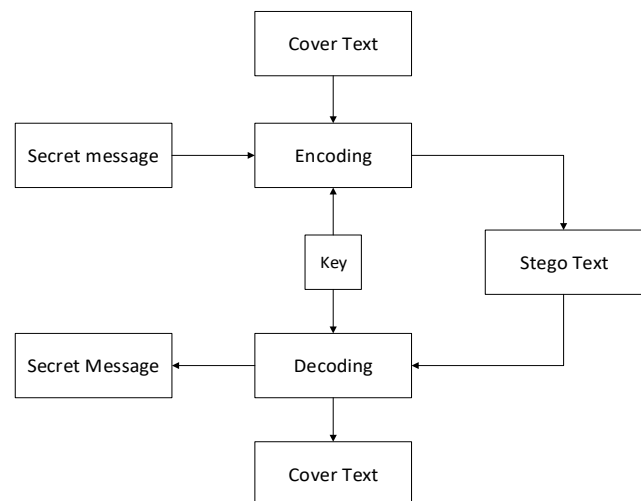 Cover Text
Secret message
Encoding
Key
Stego Text
Secret Message
Decoding
Cover Text